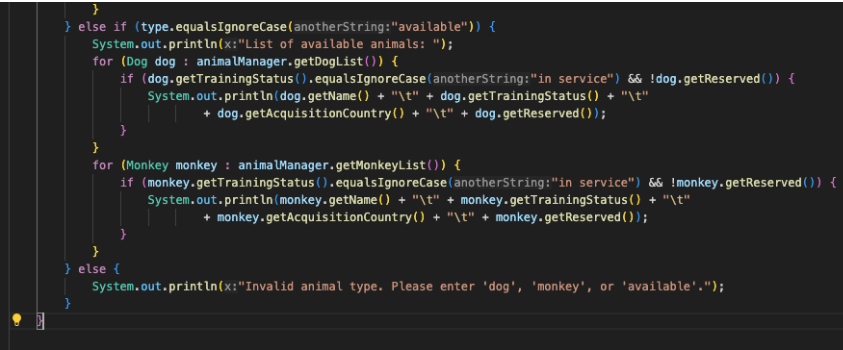 }
} else if (type.equalsIgnoreCase(anotherString:"available")) {
System.out.println(x:"List of available animals: ");
for (Dog dog : animalManager.getDogList()) {
if (dog.getTrainingStatus().equalsIgnoreCase(anotherString:"in service") && !dog.getReserved()) {
System.out.println(dog.getName() + "\t" + dog.getTrainingStatus() + "\t"
+ dog.getAcquisitionCountry() + "\t" + dog.getReserved());
}
}
for (Monkey monkey : animalManager.getMonkeyList()) {
if (monkey.getTrainingStatus().equalsIgnoreCase(anotherString:"in service") && !monkey.getReserved()) {
System.out.println(monkey.getName() + "\t" + monkey.getTrainingStatus() + "\t"
+ monkey.getAcquisitionCountry() + "\t" + monkey.getReserved());
}
}
} else {
System.out.println(x:"Invalid animal type. Please enter 'dog', 'monkey', or 'available'.");
}
}